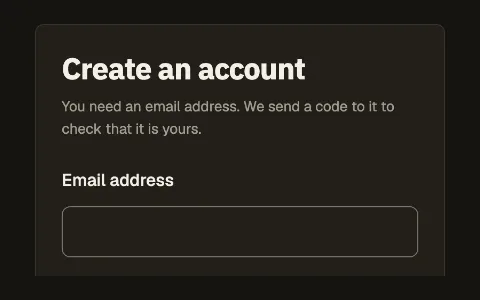 Create an account
You need an email address. We send a code to it to
check that it is yours.
Email address